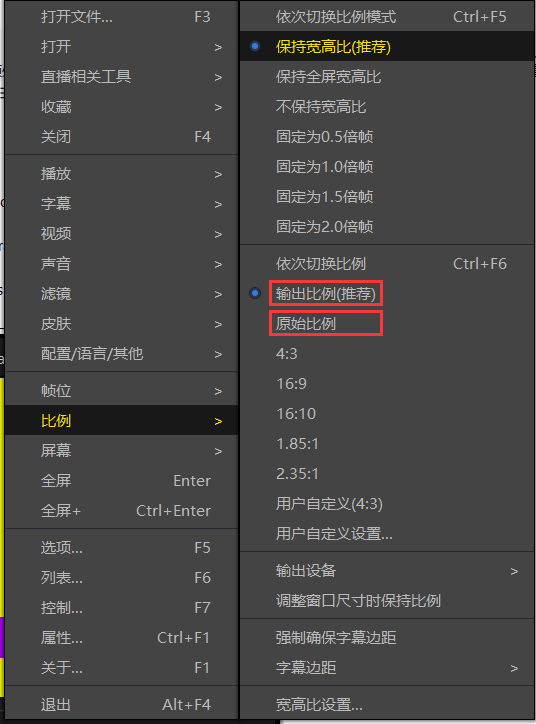 打开文件... F3
打开 >
直播相关工具 >
收藏 >
关闭 F4
播放 >
字幕 >
视频 >
声音 >
滤镜 >
皮肤 >
配置/语言/其他 >
帧位 >
比例 >
屏幕 >
全屏 Enter
全屏+ Ctrl+Enter
选项... F5
列表... F6
控制... F7
属性... Ctrl+F1
关于... F1
退出 Alt+F4
依次切换比例模式 Ctrl+F5
保持宽高比(推荐)
保持全屏宽高比
不保持宽高比
固定为0.5倍帧
固定为1.0倍帧
固定为1.5倍帧
固定为2.0倍帧
依次切换比例 Ctrl+F6
输出比例(推荐)
原始比例
4:3
16:9
16:10
1.85:1
2.35:1
用户自定义(4:3)
用户自定义设置...
输出设备 >
调整窗口尺寸时保持比例
强制确保字幕边距
字幕边距 >
宽高比设置...